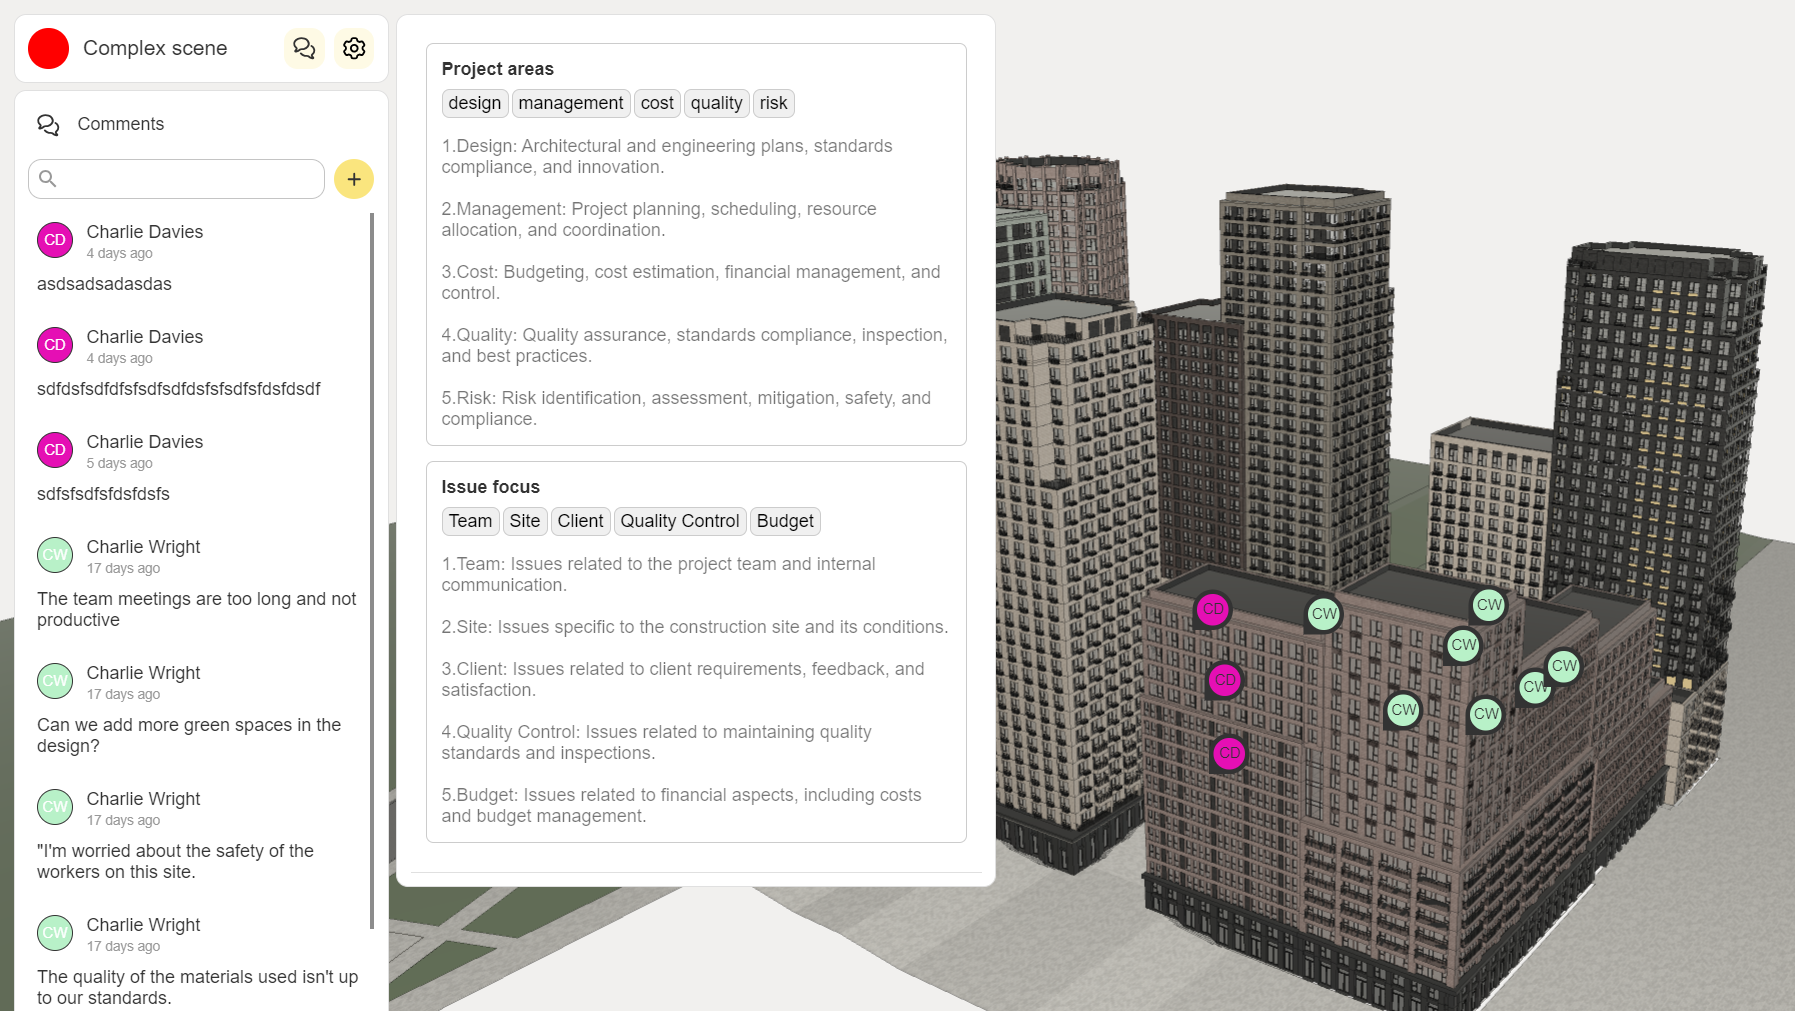 Complex scene
Comments
CD
Charlie Davies
4 days ago
asdsadsadasdas
CD
Charlie Davies
4 days ago
sdfdsfsdfdfsfsdfsdfdsfsfsdfsfdsfdsdf
CD
Charlie Davies
5 days ago
sdfsfsdfsfdsfdsfs
CW
Charlie Wright
17 days ago
The team meetings are too long and not
productive
CW
Charlie Wright
17 days ago
Can we add more green spaces in the
design?
CW
Charlie Wright
17 days ago
"I'm worried about the safety of the
workers on this site.
CW
Charlie Wright
17 days ago
The quality of the materials used isn't up
to our standards.
Project areas
design management cost quality risk
1.Design: Architectural and engineering plans, standards
compliance, and innovation.
2.Management: Project planning, scheduling, resource
allocation, and coordination.
3.Cost: Budgeting, cost estimation, financial management, and
control.
4.Quality: Quality assurance, standards compliance, inspection,
and best practices.
5.Risk: Risk identification, assessment, mitigation, safety, and
compliance.
Issue focus
Team Site Client Quality Control Budget
1.Team: Issues related to the project team and internal
communication.
2.Site: Issues specific to the construction site and its conditions.
3.Client: Issues related to client requirements, feedback, and
satisfaction.
4.Quality Control: Issues related to maintaining quality
standards and inspections.
5.Budget: Issues related to financial aspects, including costs
and budget management.
CD
CW
CW
CW
CW
CW
CD
CW
CW
CD